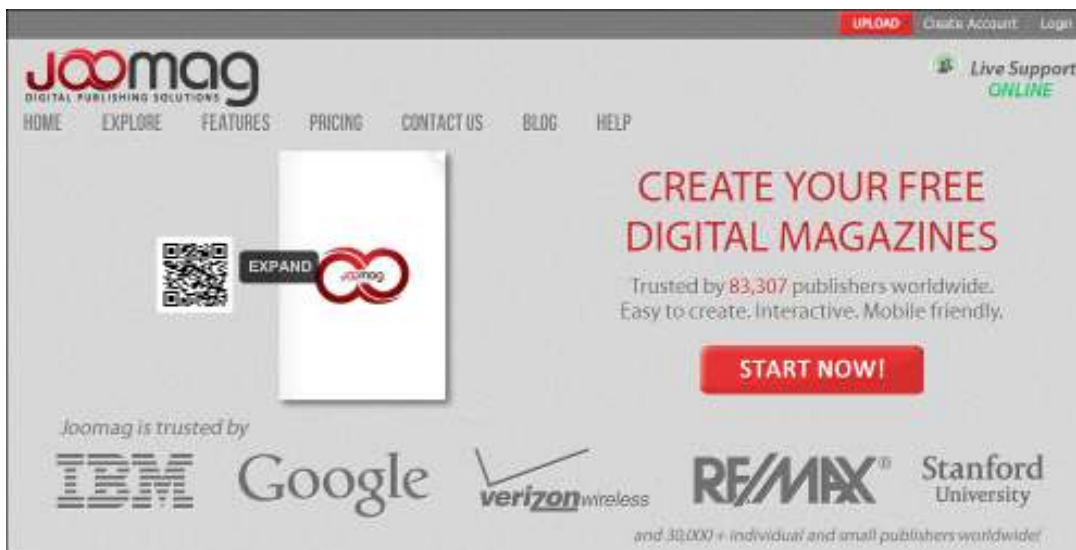 UPLOAD Create Account Login
Joomag
DIGITAL PUBLISHING SOLUTIONS
Live Support
ONLINE
HOME EXPLORE FEATURES PRICING CONTACT US BLOG HELP
CREATE YOUR FREE
DIGITAL MAGAZINES
EXPAND
Joomag
Trusted by 83,307 publishers worldwide.
Easy to create. Interactive. Mobile friendly.
START NOW!
Joomag is trusted by
IBM Google verizonwireless RE/MAX® Stanford
University
and 30,000 + individual and small publishers worldwide!